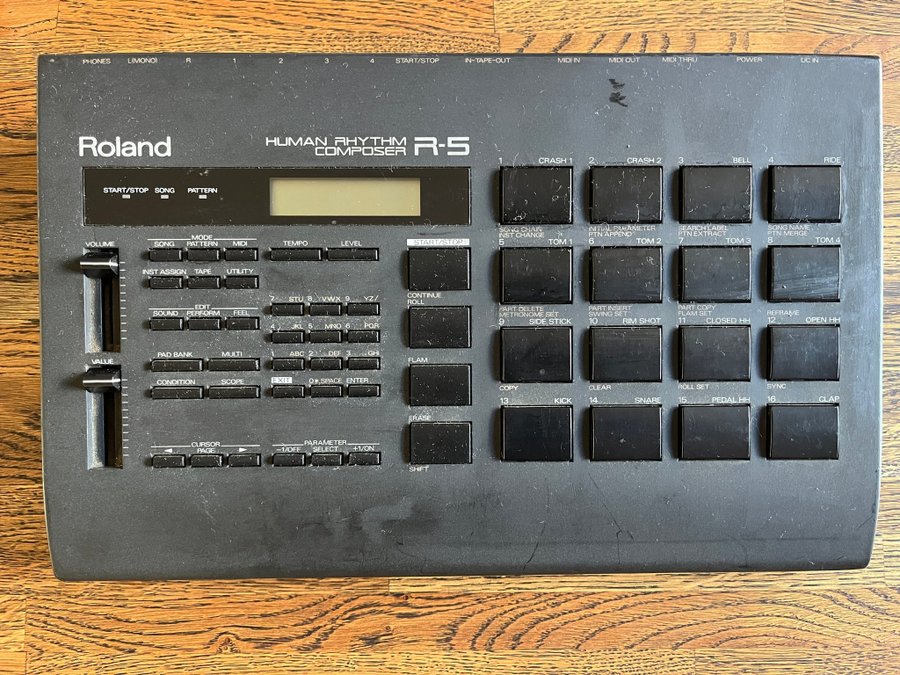 PHONES L(MONO) R 1 2 3 4 START/STOP IN-TAPE-OUT MIDI IN MIDI OUT MIDI THRU POWER
Roland
HUMAN RHYTHM
COMPOSER R-5
START/STOP SONG PATTERN
VOLUME
MODE
SONG PATTERN MIDI
TEMPO LEVEL
INST ASSIGN TAPE UTILITY
EDIT
SOUND PERFORM FEEL
VALUE
PAD BANK MULTI
CONDITION SCOPE
7 STU 8 VWX 9 YZ/
4 JKL 5 MNO 6 PQR
1 ABC 2 DEF 3 GHI
EXIT 0 SPACE ENTER
CURSOR
◄ PAGE ►
PARAMETER
-1/OFF SELECT +1/ON
START/STOP
CONTINUE
ROLL
FLAM
ERASE
SHIFT
1 CRASH 1 2 CRASH 2 3 BELL 4 RIDE
SONG CHAIN INITIAL PARAMETER SEARCH LABEL SONG NAME
INST CHANGE PTN APPEND PTN EXTRACT PTN MERGE
5 TOM 1 6 TOM 2 7 TOM 3 8 TOM 4
PART DELETE PART INSERT PART COPY REFRAME
METRONOME SET SWING SET FLAM SET
9 SIDE STICK 10 RIM SHOT 11 CLOSED HH 12 OPEN HH
COPY CLEAR ROLL SET SYNC
13 KICK 14 SNARE 15 PEDAL HH 16 CLAP